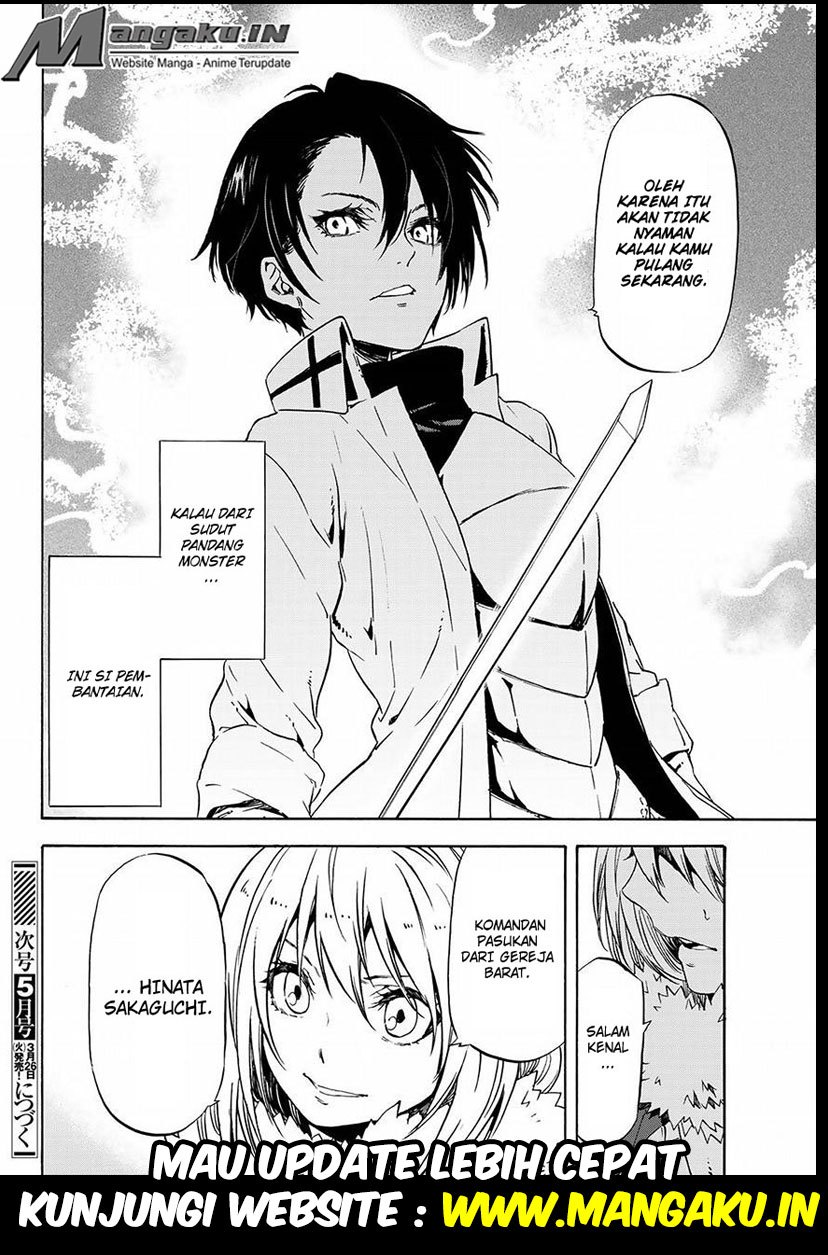 Mangaku.IN
Website Manga - Anime Terupdate
OLEH
KARENA ITU
AKAN TIDAK
NYAMAN
KALAU KAMU
PULANG
SEKARANG.
KALAU DARI
SUDUT
PANDANG
MONSTER
...
INI SI PEM-
BANTAIAN.
SALAM
KENAL
...
KOMANDAN
PASUKAN
DARI GEREJA
BARAT.
... HINATA
SAKAGUCHI.
次号5月号3月26日(火)発売!につづく
MAU UPDATE LEBIH CEPAT
KUNJUNGI WEBSITE : WWW.MANGAKU.IN